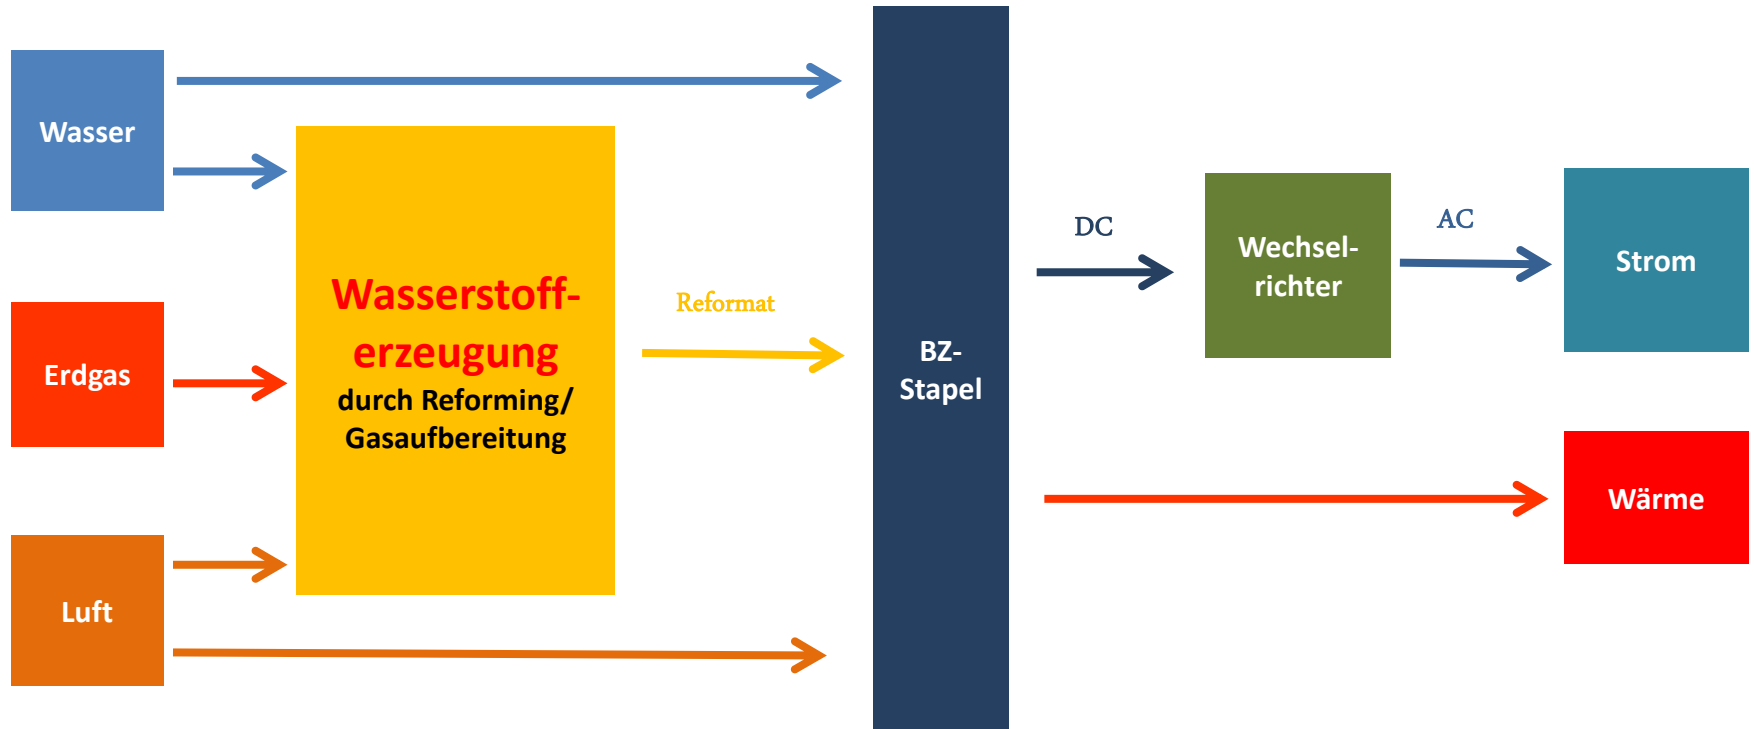 Wasser
Erdgas
Luft
Wasserstoff-
erzeugung
durch Reforming/
Gasaufbereitung
Reformat
BZ-
Stapel
DC
Wechsel-
richter
AC
Strom
Wärme